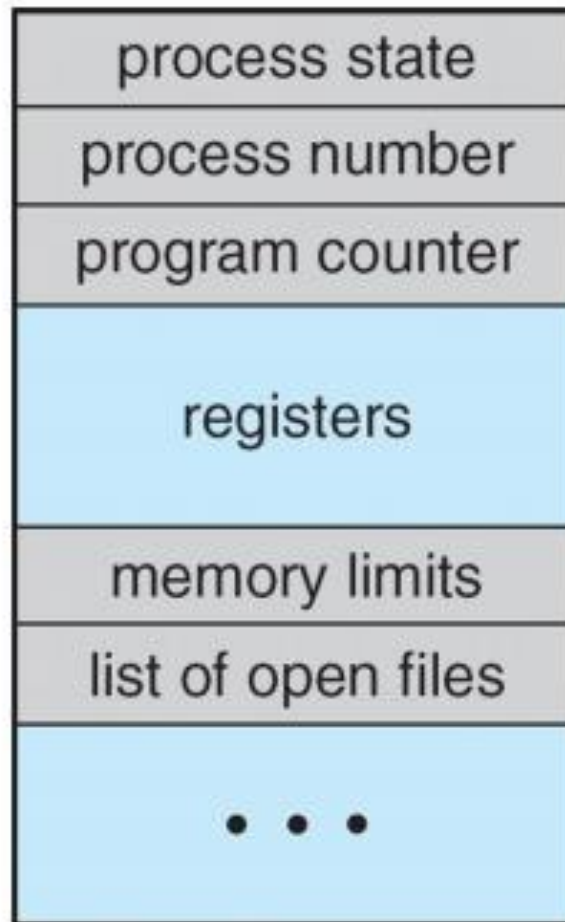 process state
process number
program counter
registers
memory limits
list of open files
• • •